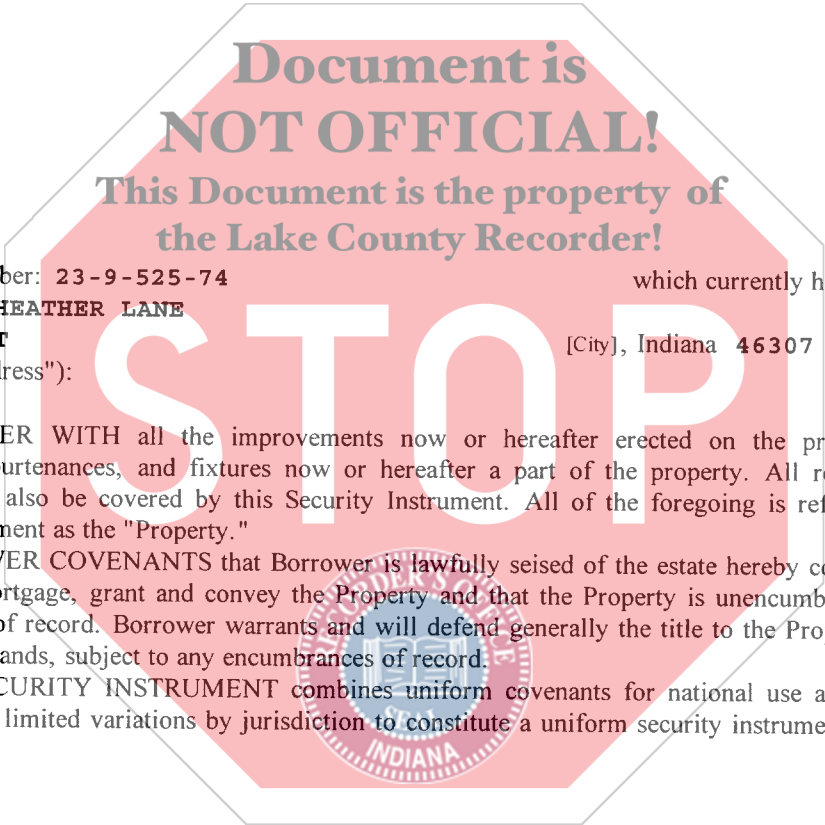 Document is
NOT OFFICIAL!
This Document is the property of
the Lake County Recorder!
ber: 23-9-525-74 which currently h
HEATHER LANE
T [City], Indiana 46307
ress"):
STOP
ER WITH all the improvements now or hereafter erected on the pr
urtenances, and fixtures now or hereafter a part of the property. All r
also be covered by this Security Instrument. All of the foregoing is ref
ment as the "Property."
ER COVENANTS that Borrower is lawfully seised of the estate hereby c
rtgage, grant and convey the Property and that the Property is unencumb
of record. Borrower warrants and will defend generally the title to the Pro
ands, subject to any encumbrances of record.
CURITY INSTRUMENT combines uniform covenants for national use a
limited variations by jurisdiction to constitute a uniform security instrume
RECORDER'S OFFICE
SEAL
INDIANA